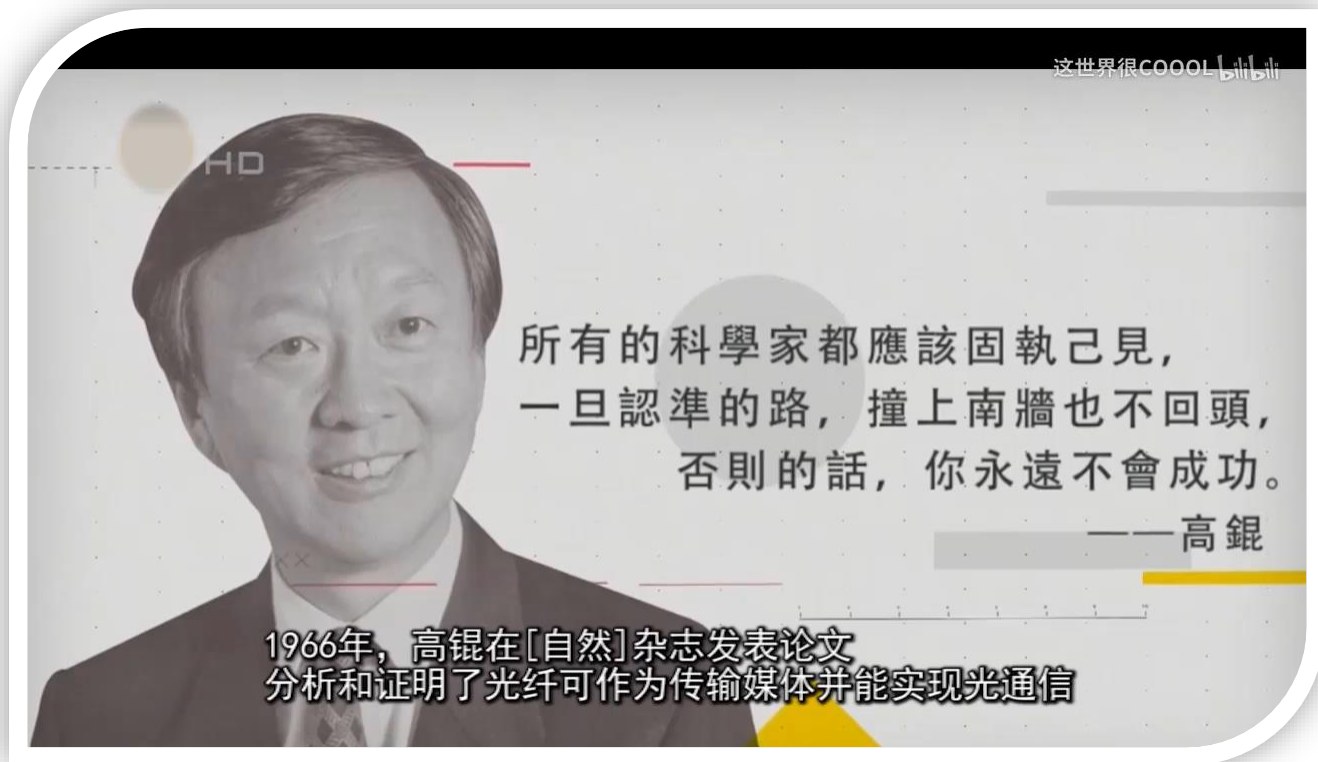 这世界很COOOL bilibili
HD
所有的科學家都應該固執己見，
一旦認準的路，撞上南牆也不回頭，
否則的話，你永遠不會成功。
——高錕
1966年，高锟在[自然]杂志发表论文
分析和证明了光纤可作为传输媒体并能实现光通信